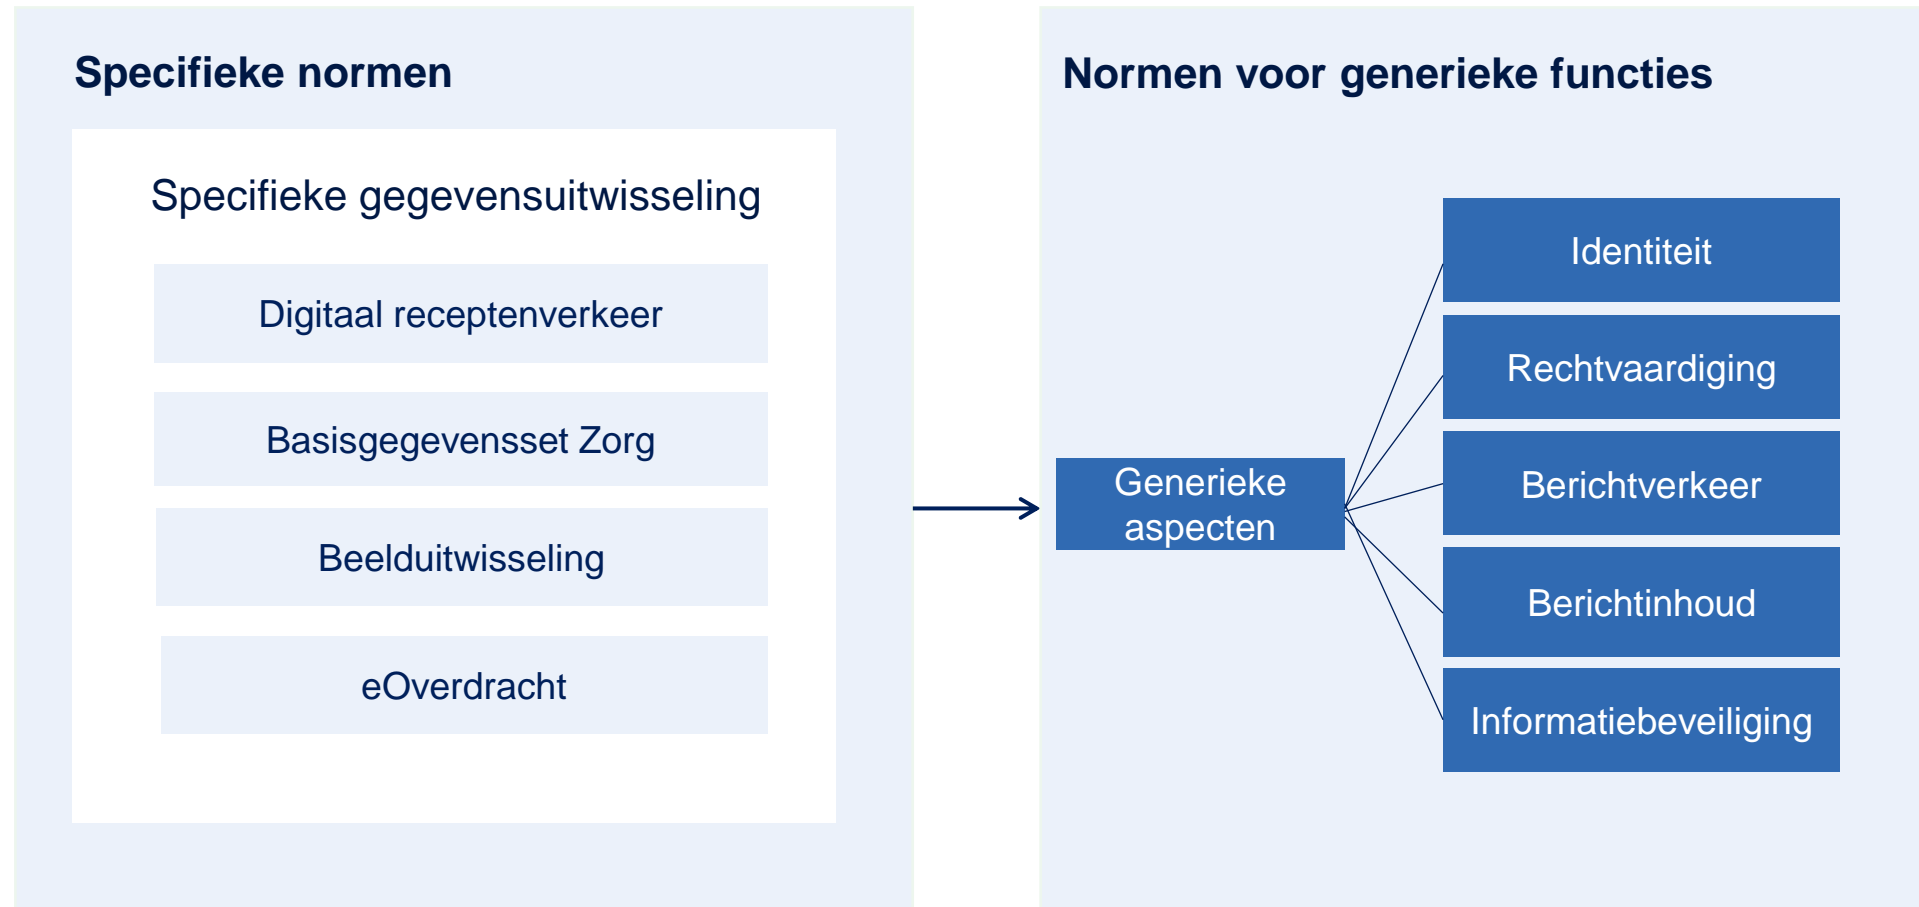 Specifieke normen
Specifieke gegevensuitwisseling
Digitaal receptenverkeer
Basisgegevensset Zorg
Beelduitwisseling
eOverdracht
Normen voor generieke functies
Generieke
aspecten
Identiteit
Rechtvaardiging
Berichtverkeer
Berichtinhoud
Informatiebeveiliging